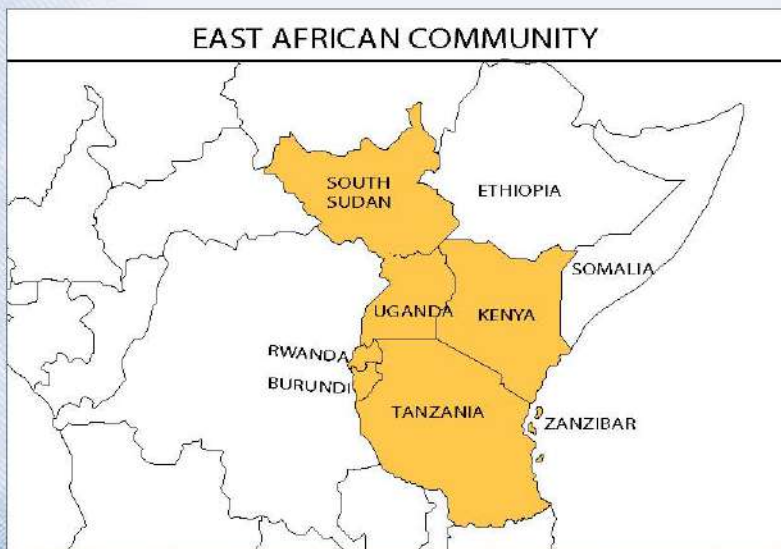 EAST AFRICAN COMMUNITY
SOUTH
SUDAN
ETHIOPIA
SOMALIA
UGANDA
KENYA
RWANDA
BURUNDI
TANZANIA
ZANZIBAR